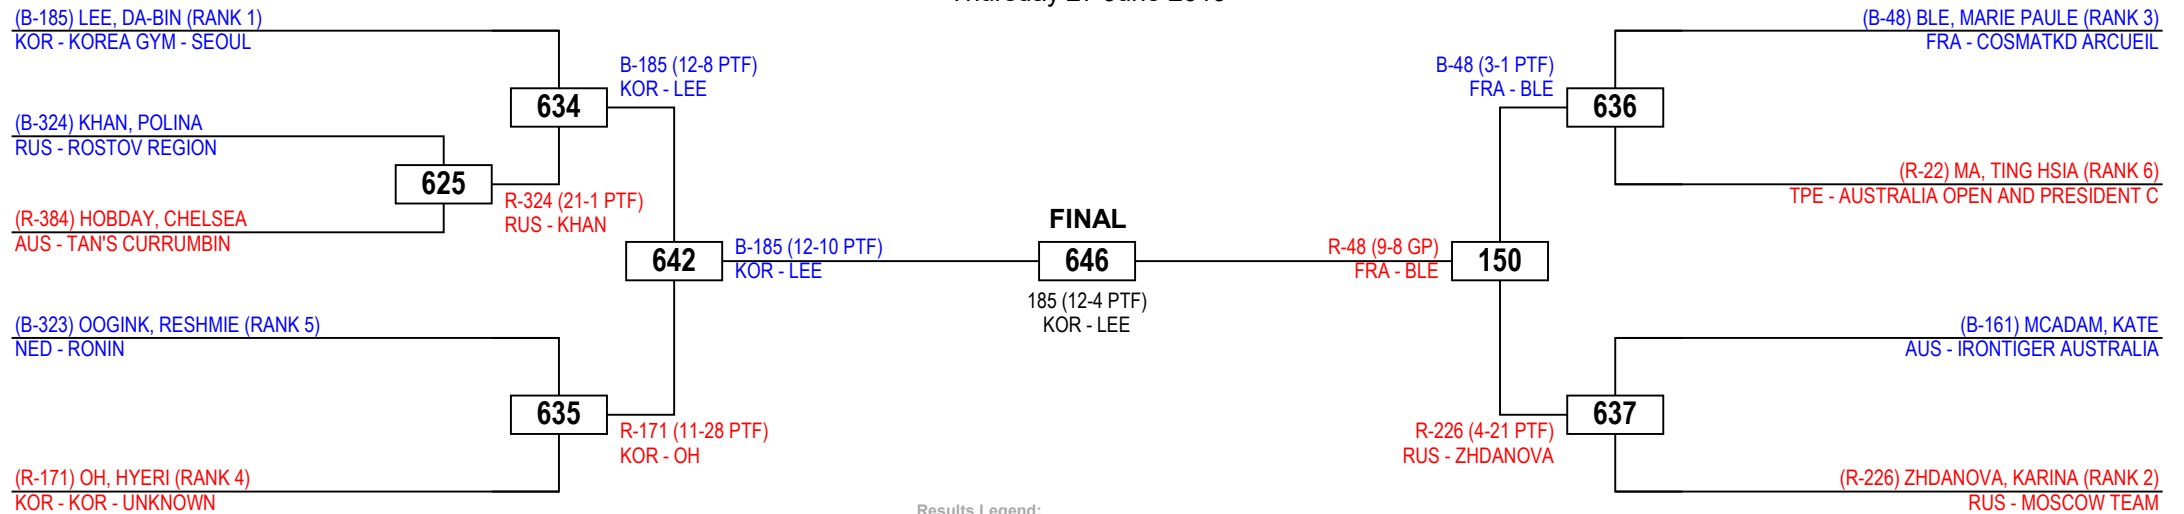 (B-185) LEE, DA-BIN (RANK 1)
KOR - KOREA GYM - SEOUL
(B-324) KHAN, POLINA
RUS - ROSTOV REGION
(R-384) HOBDAY, CHELSEA
AUS - TAN'S CURRUMBIN
(B-323) OOGINK, RESHMIE (RANK 5)
NED - RONIN
(R-171) OH, HYERI (RANK 4)
KOR - KOR - UNKNOWN
625
R-324 (21-1 PTF)
RUS - KHAN
634
B-185 (12-8 PTF)
KOR - LEE
635
R-171 (11-28 PTF)
KOR - OH
642
B-185 (12-10 PTF)
KOR - LEE
FINAL
646
185 (12-4 PTF)
KOR - LEE
R-48 (9-8 GP)
FRA - BLE
150
B-48 (3-1 PTF)
FRA - BLE
636
R-226 (4-21 PTF)
RUS - ZHDANOVA
637
(B-48) BLE, MARIE PAULE (RANK 3)
FRA - COSMATKD ARCUEIL
(R-22) MA, TING HSIA (RANK 6)
TPE - AUSTRALIA OPEN AND PRESIDENT C
(B-161) MCADAM, KATE
AUS - IRONTIGER AUSTRALIA
(R-226) ZHDANOVA, KARINA (RANK 2)
RUS - MOSCOW TEAM
Results Legend: